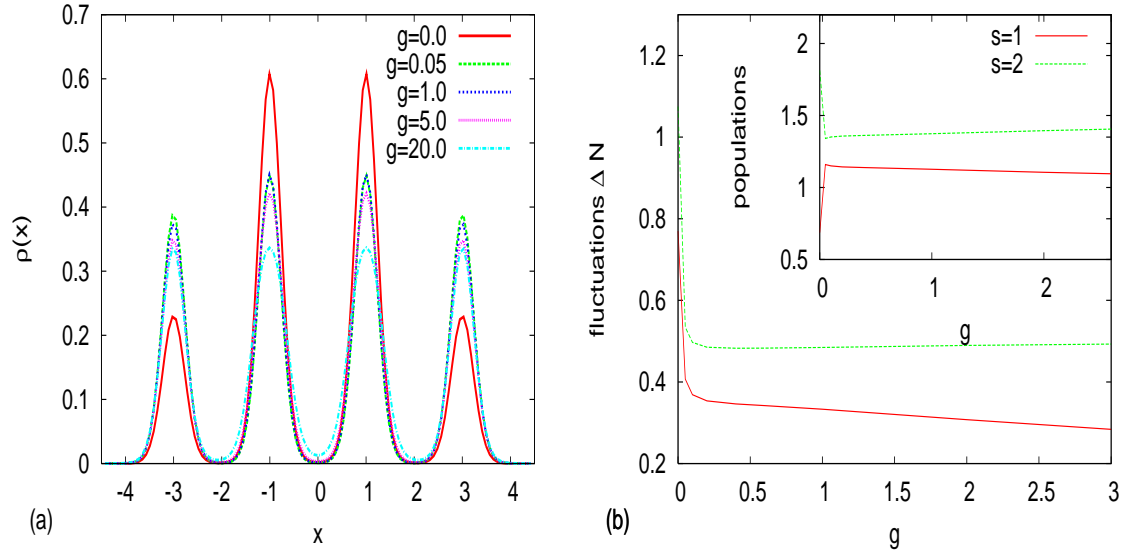 0.7
0.6
0.5
0.4
0.3
0.2
0.1
0
ρ(x)
-4 -3 -2 -1 0 1 2 3 4
x
(a)
g=0.0
g=0.05
g=1.0
g=5.0
g=20.0
1.2
1
0.8
0.6
0.4
0.2
fluctuations Δ N
0 0.5 1 1.5 2 2.5 3
g
(b)
2
1.5
1
0.5
populations
0 1 2
g
s=1
s=2